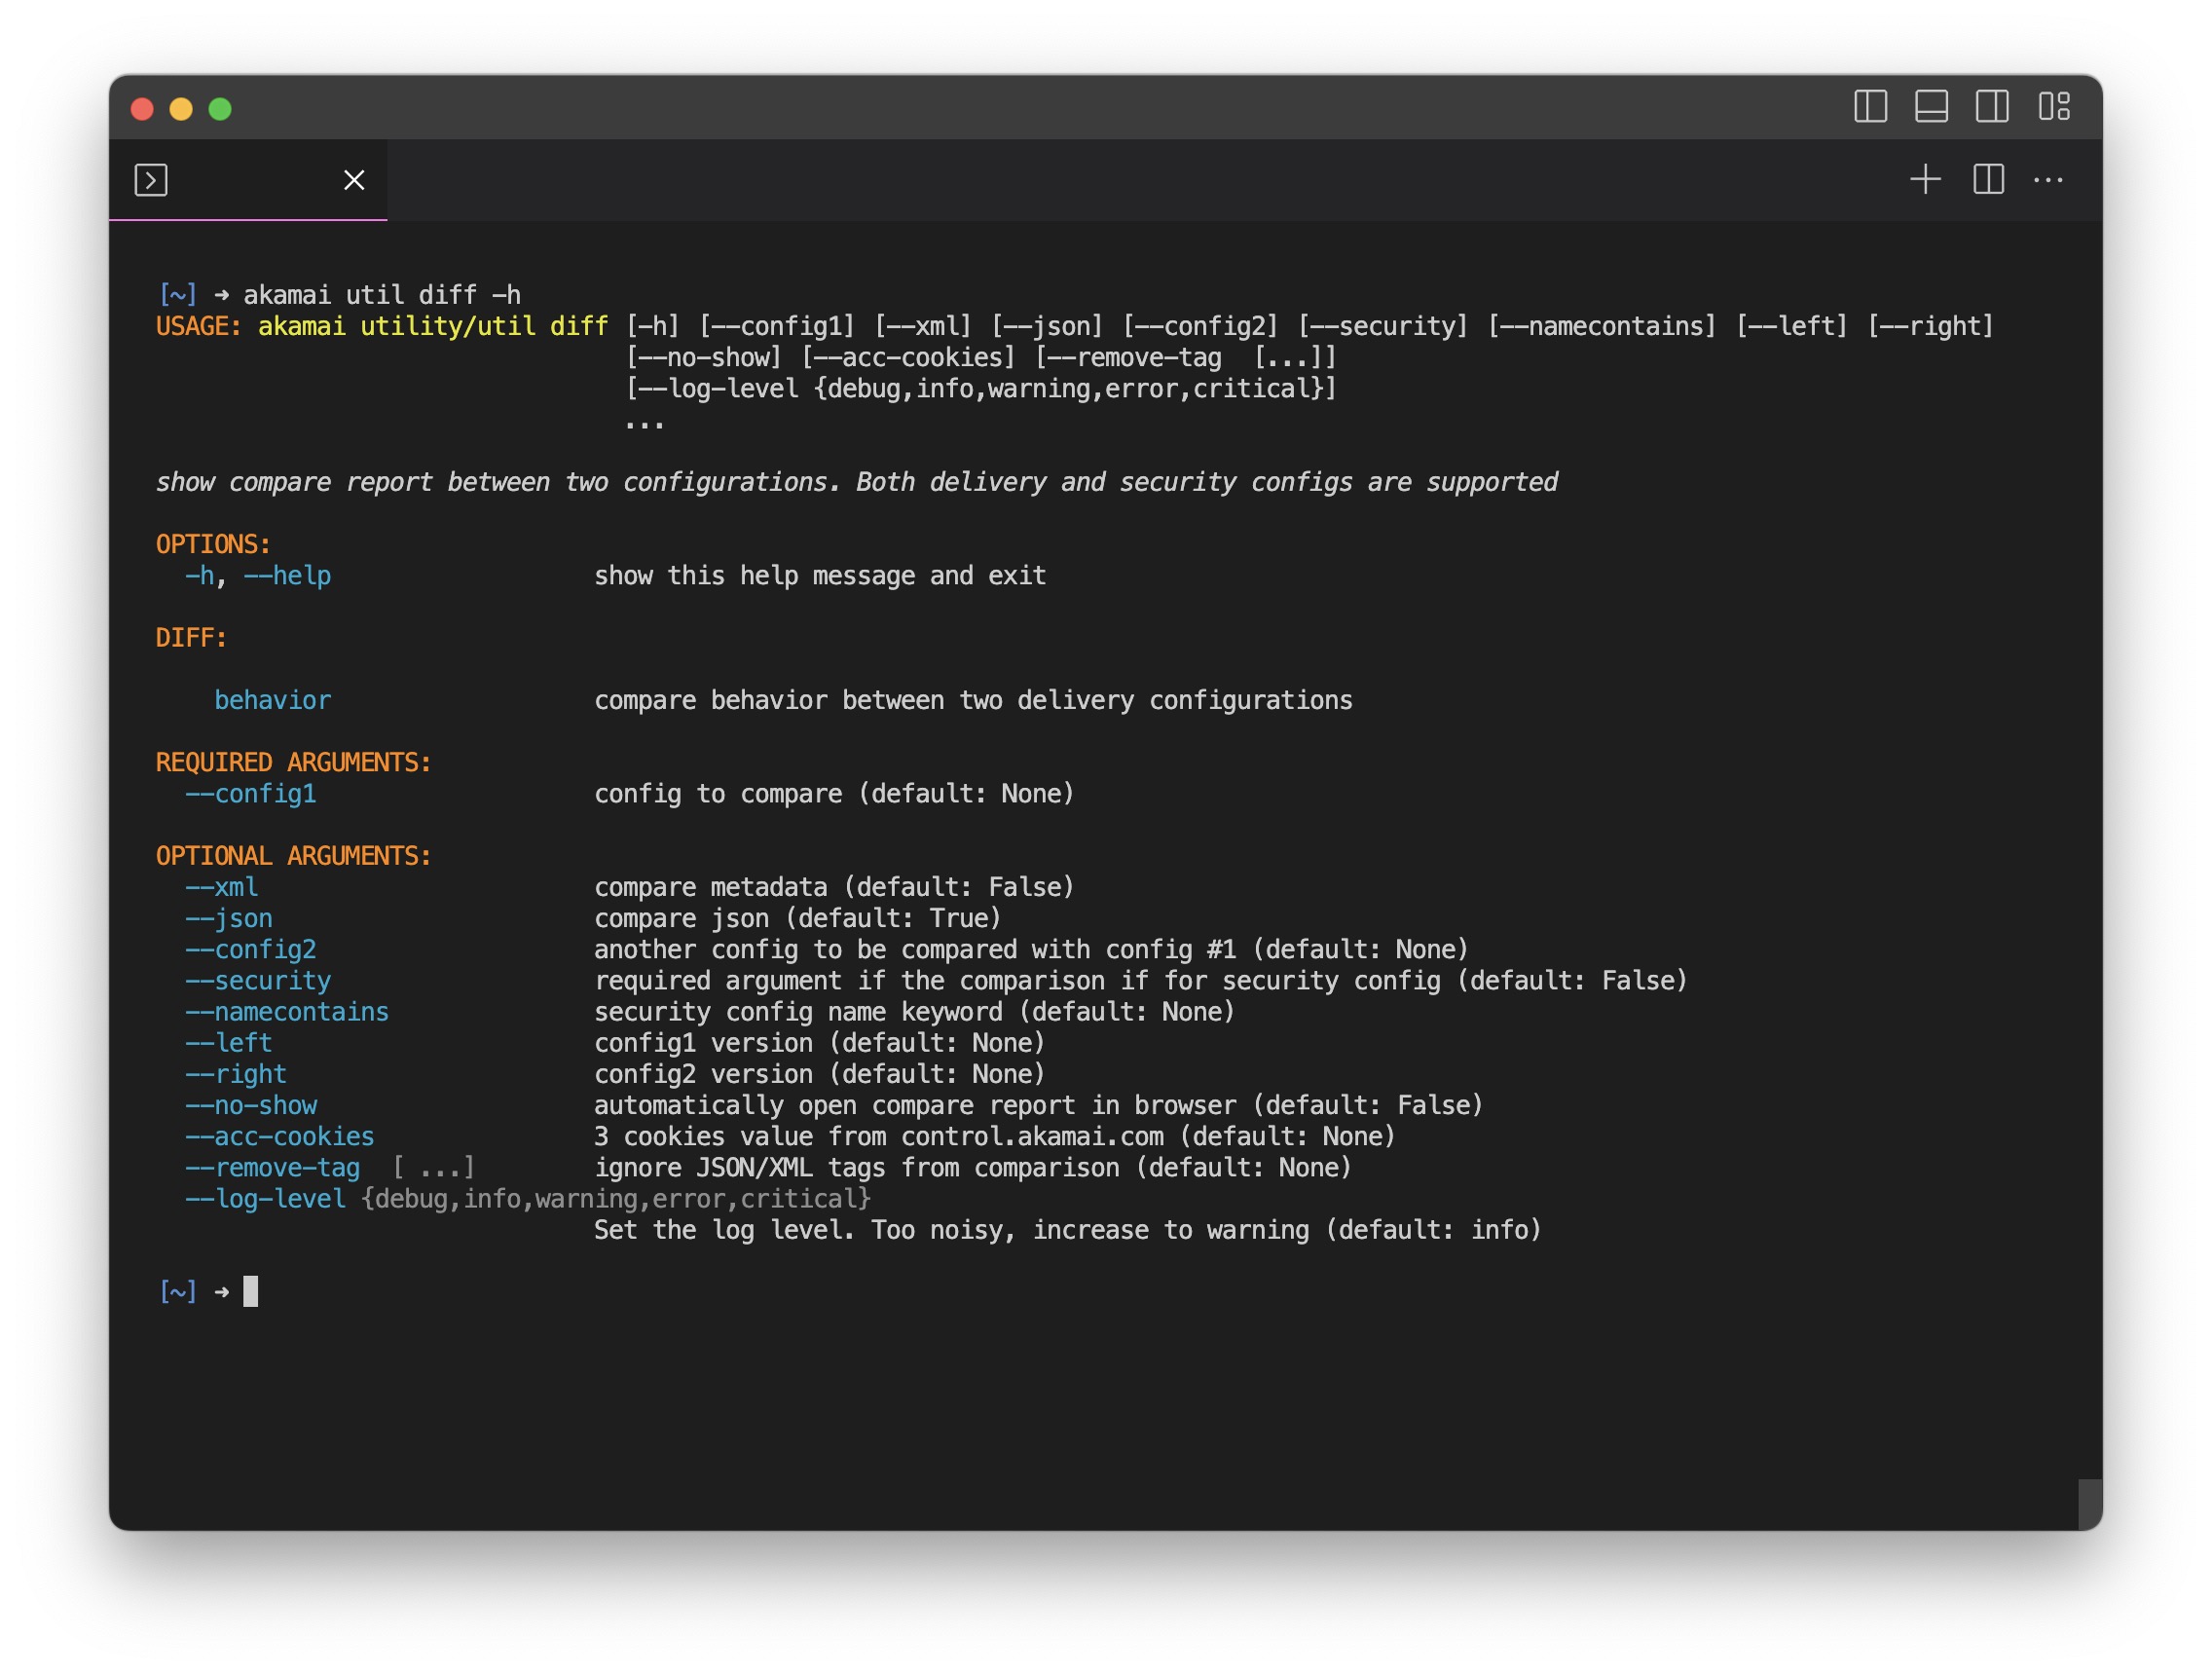 [~] ➜ akamai util diff -h
USAGE: akamai utility/util diff [-h] [--config1] [--xml] [--json] [--config2] [--security] [--namecontains] [--left] [--right]
[--no-show] [--acc-cookies] [--remove-tag  [...]]
[--log-level {debug,info,warning,error,critical}]
...
show compare report between two configurations. Both delivery and security configs are supported
OPTIONS:
-h, --help show this help message and exit
DIFF:
behavior compare behavior between two delivery configurations
REQUIRED ARGUMENTS:
--config1 config to compare (default: None)
OPTIONAL ARGUMENTS:
--xml compare metadata (default: False)
--json compare json (default: True)
--config2 another config to be compared with config #1 (default: None)
--security required argument if the comparison if for security config (default: False)
--namecontains security config name keyword (default: None)
--left config1 version (default: None)
--right config2 version (default: None)
--no-show automatically open compare report in browser (default: False)
--acc-cookies 3 cookies value from control.akamai.com (default: None)
--remove-tag  [ ...] ignore JSON/XML tags from comparison (default: None)
--log-level {debug,info,warning,error,critical}
Set the log level. Too noisy, increase to warning (default: info)
[~] ➜